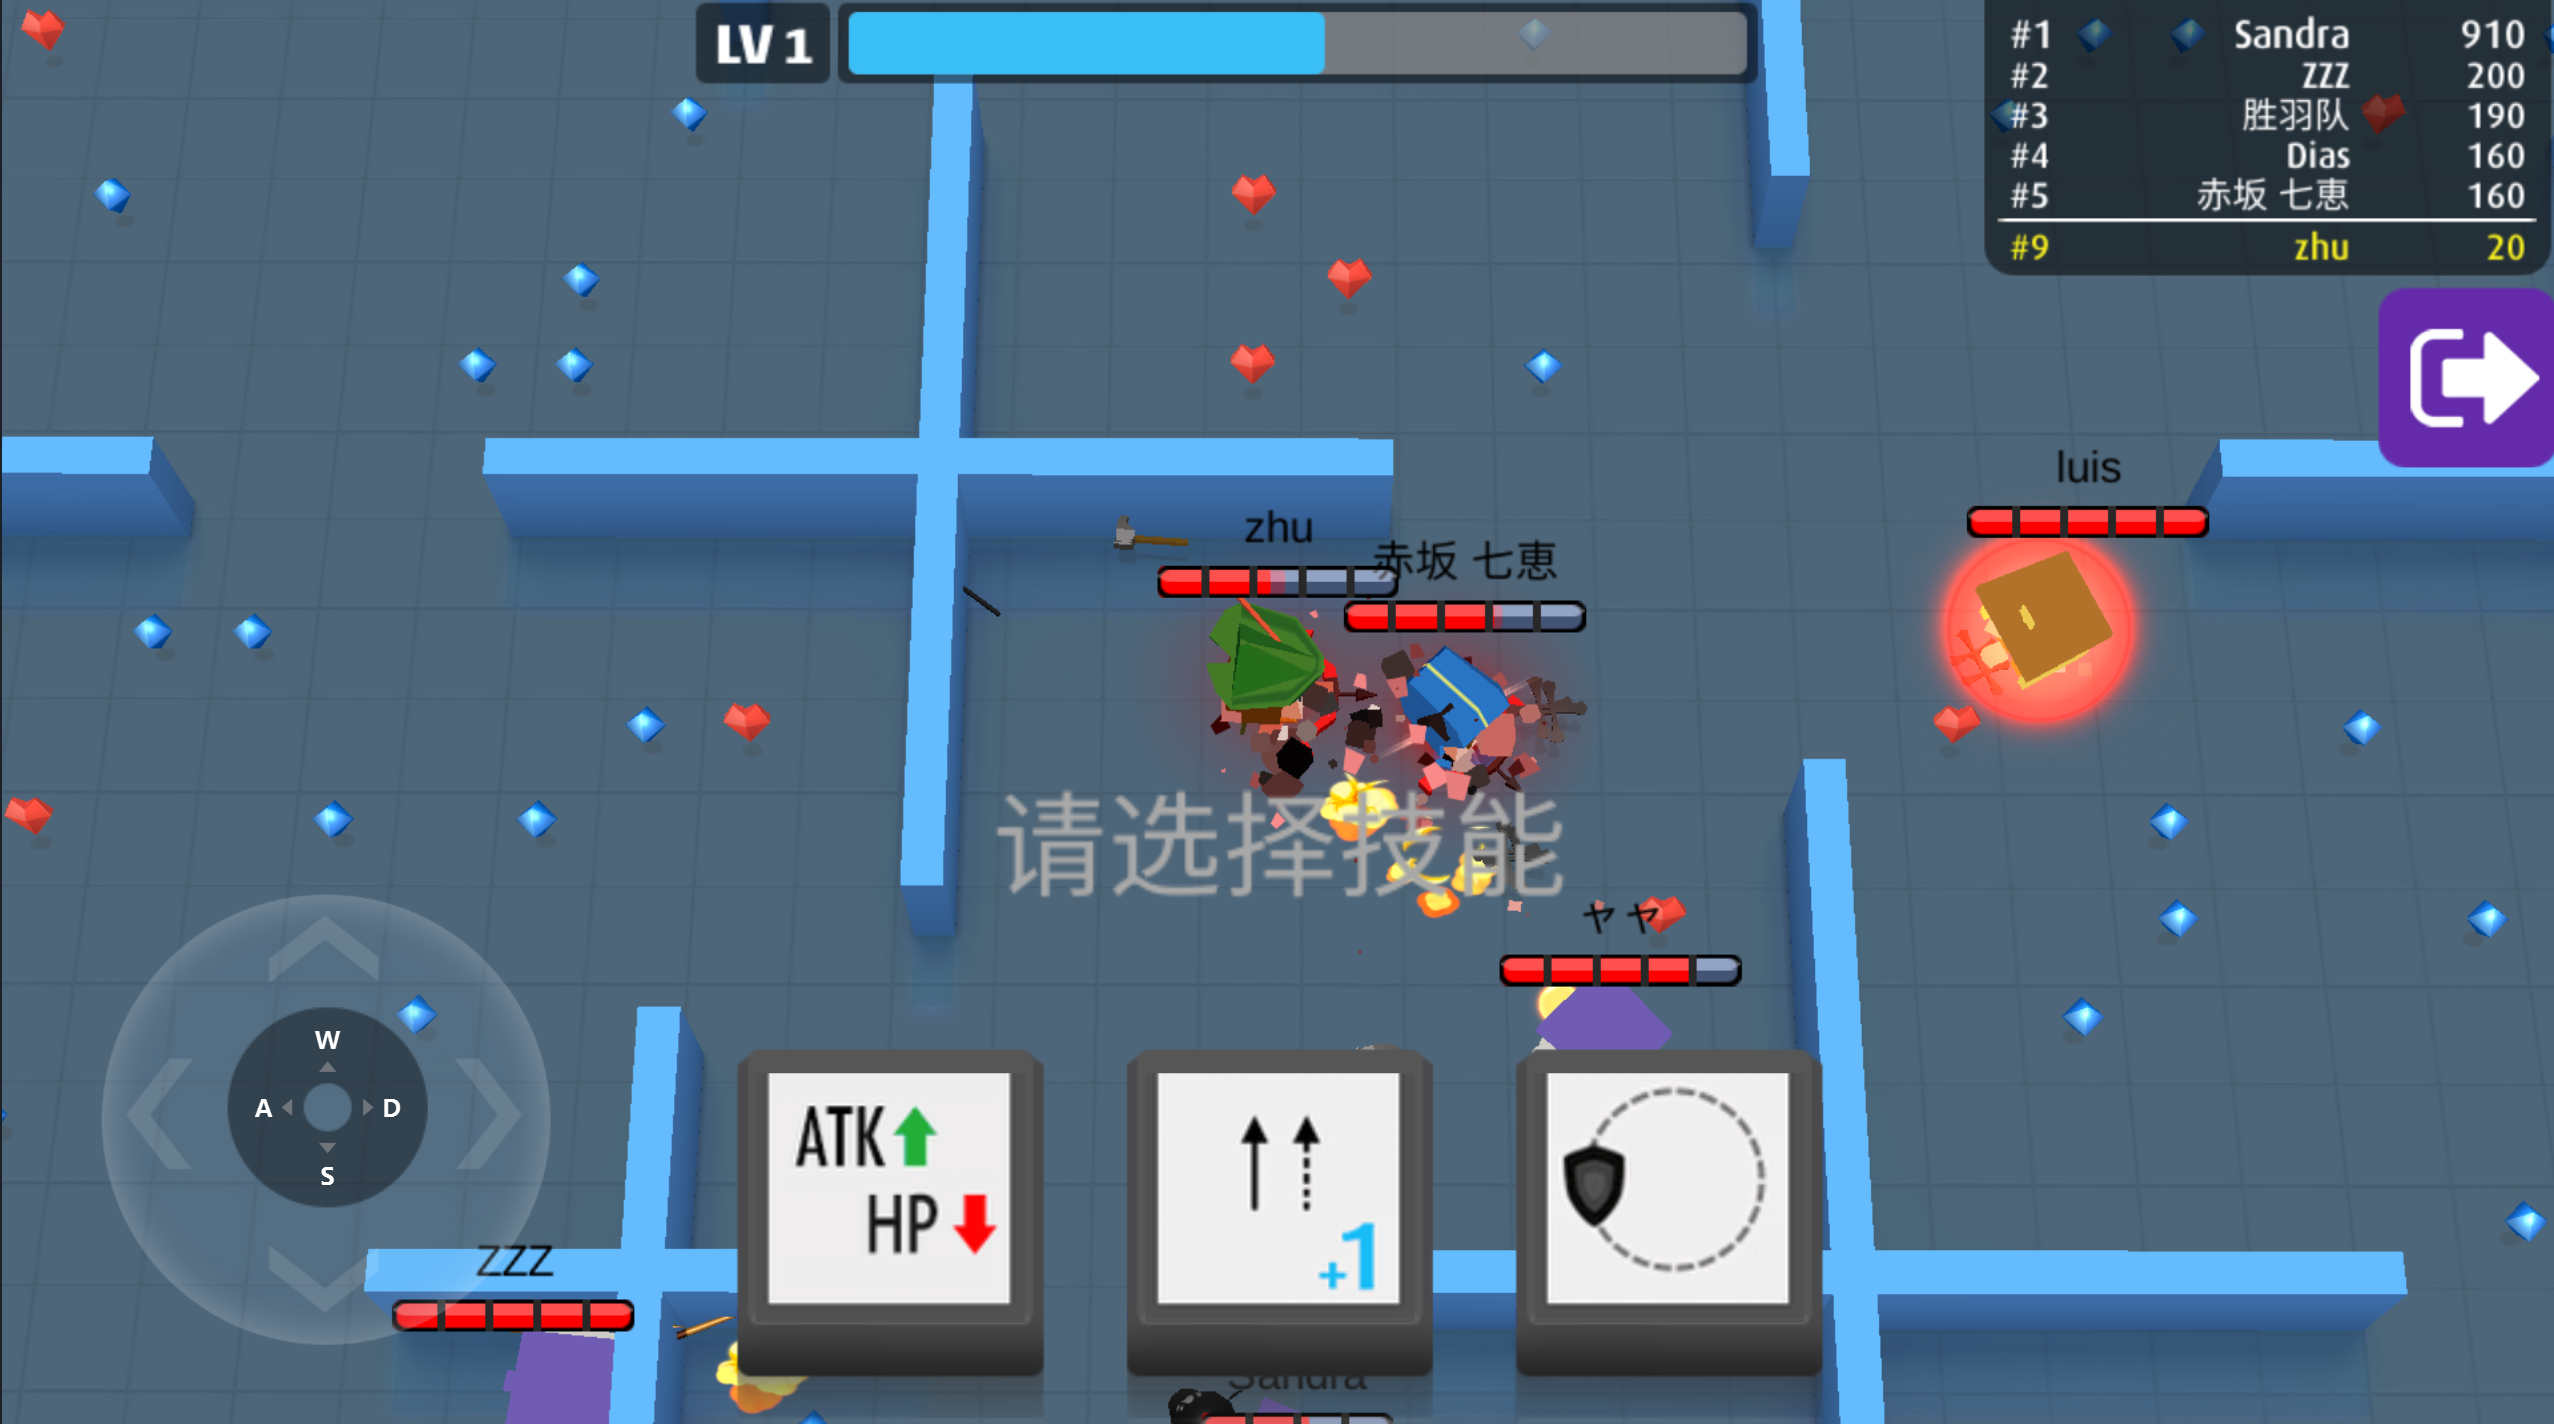 LV 1
#1 Sandra 910
#2 ZZZ 200
#3 胜羽队 190
#4 Dias 160
#5 赤坂 七恵 160
#9 zhu 20
luis
zhu
赤坂 七恵
请选择技能
ヤ ヤ
W
A D
S
ATK
HP
+1
ZZZ
Sandra